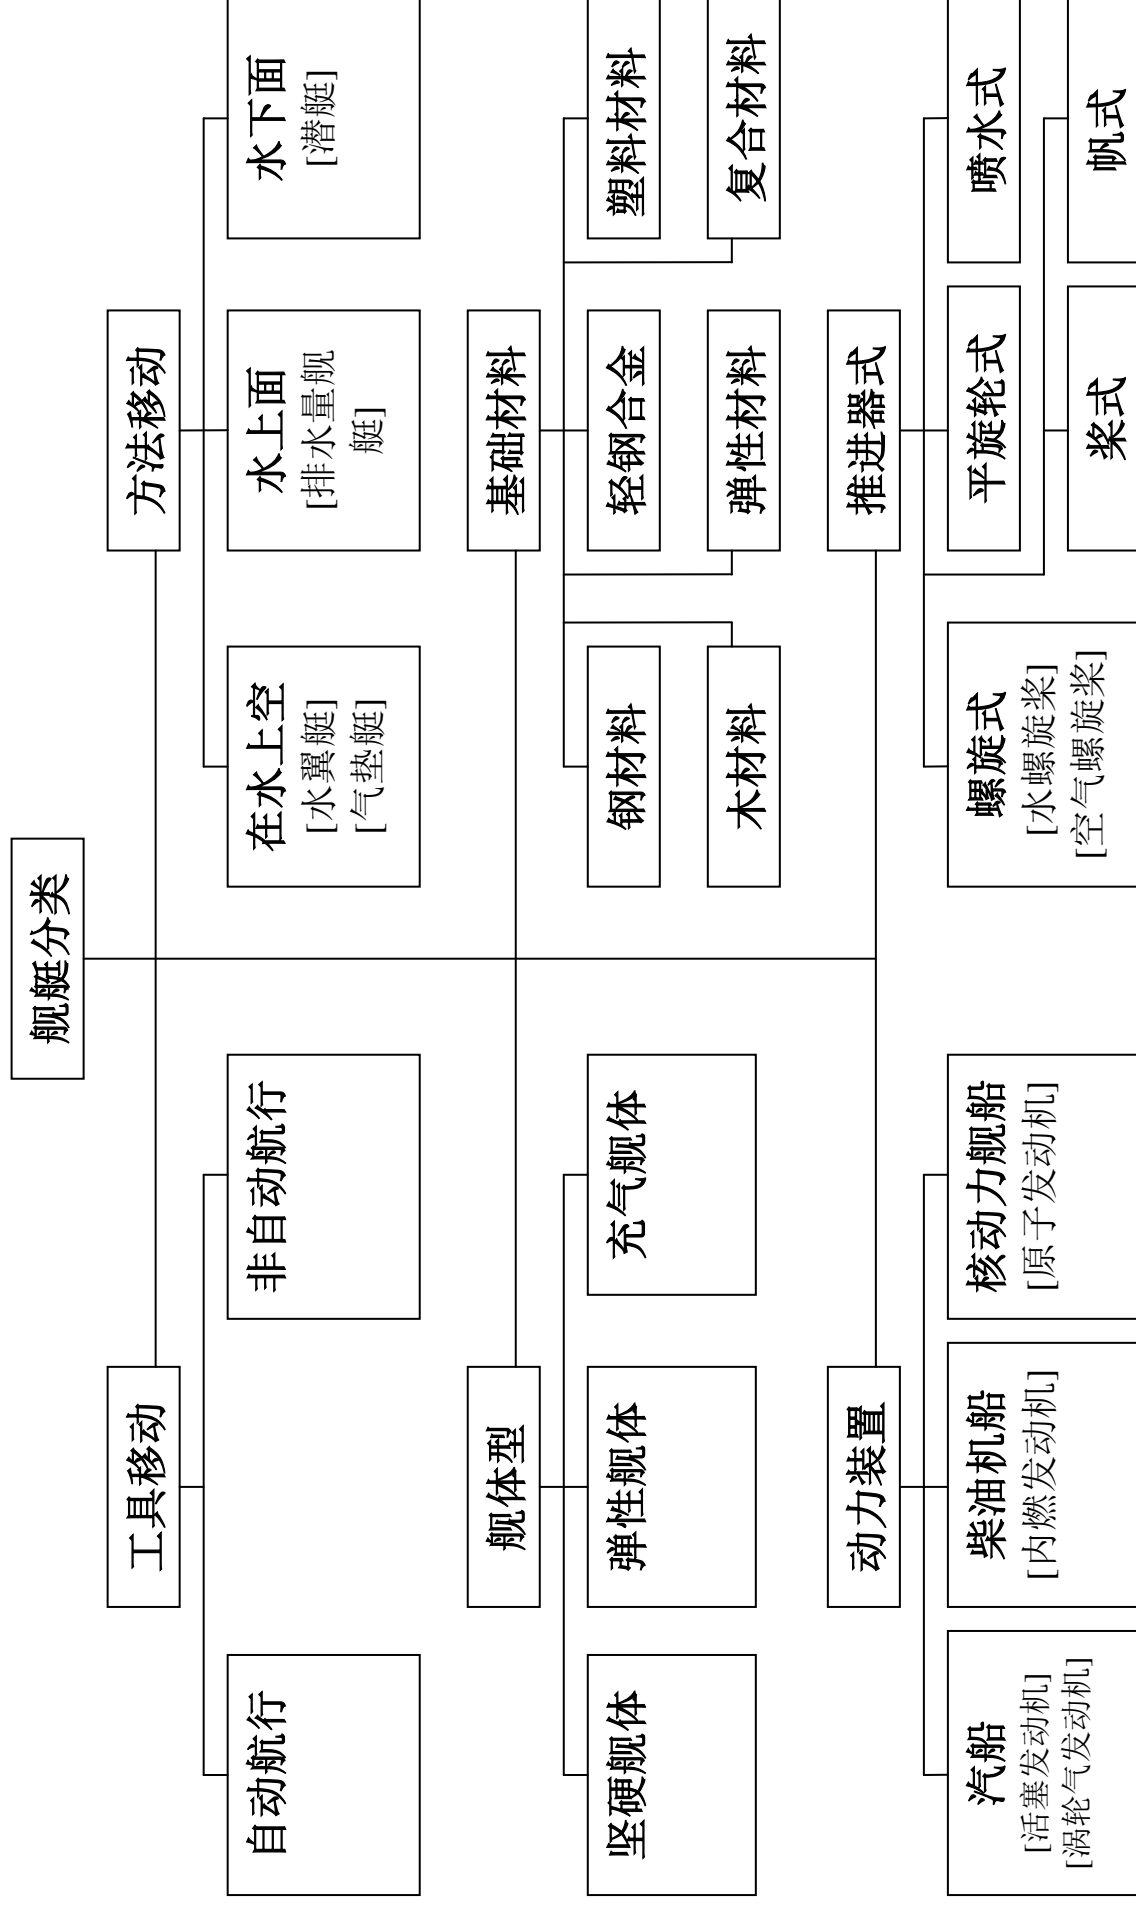 舰艇分类
工具移动
方法移动
自动航行
非自动航行
在水上空
[水翼艇]
[气垫艇]
水上面
[排水量舰
艇]
水下面
[潜艇]
舰体型
基础材料
坚硬舰体
弹性舰体
充气舰体
钢材料
轻钢合金
塑料材料
木材料
弹性材料
复合材料
动力装置
推进器式
汽船
[活塞发动机]
[涡轮气发动机]
柴油机船
[内燃发动机]
核动力舰船
[原子发动机]
螺旋式
[水螺旋桨]
[空气螺旋桨]
平旋轮式
喷水式
桨式
帆式